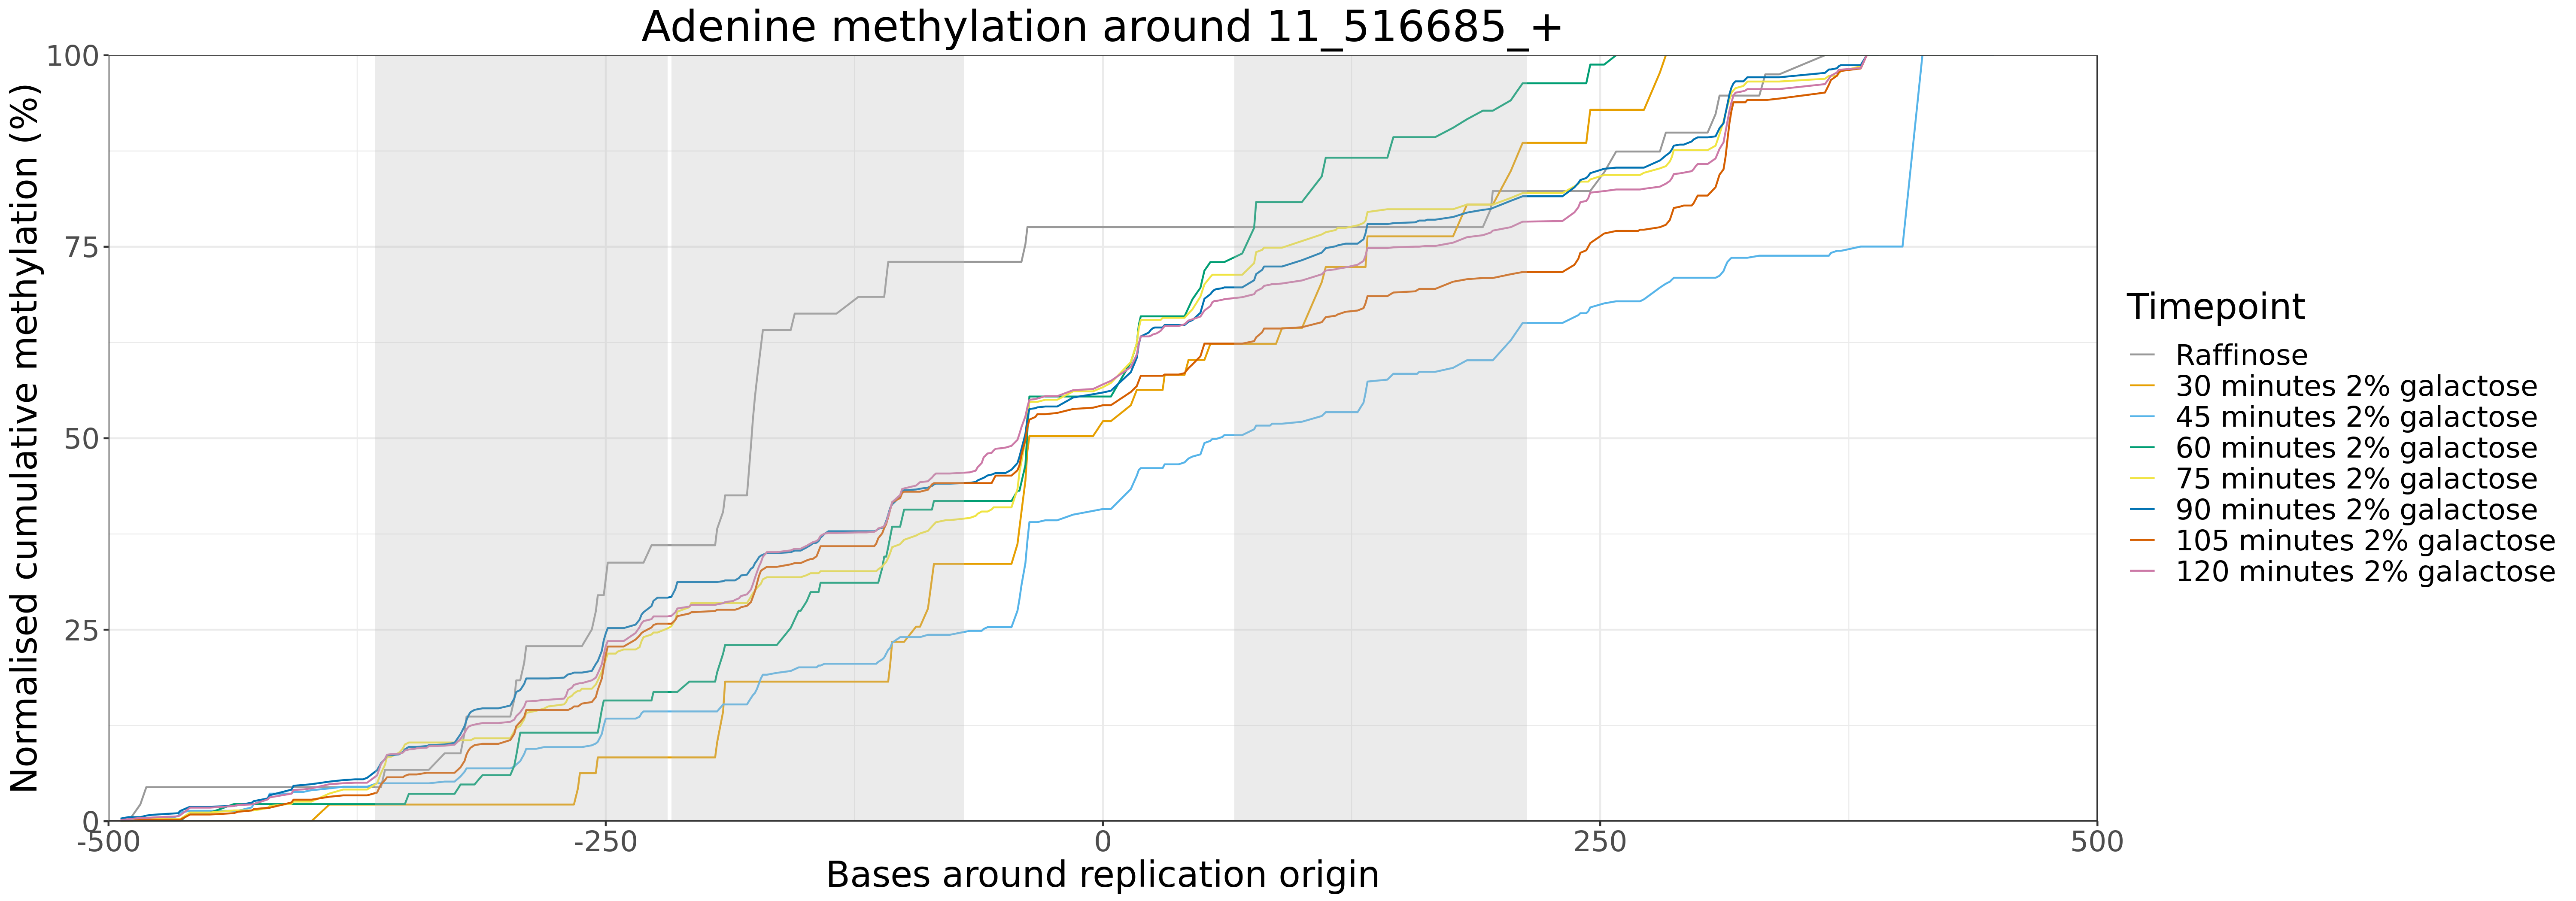 Adenine methylation around 11_516685_+
Normalised cumulative methylation (%)
100
75
50
25
0
-500
-250
0
250
500
Bases around replication origin
Timepoint
Raffinose
30 minutes 2% galactose
45 minutes 2% galactose
60 minutes 2% galactose
75 minutes 2% galactose
90 minutes 2% galactose
105 minutes 2% galactose
120 minutes 2% galactose